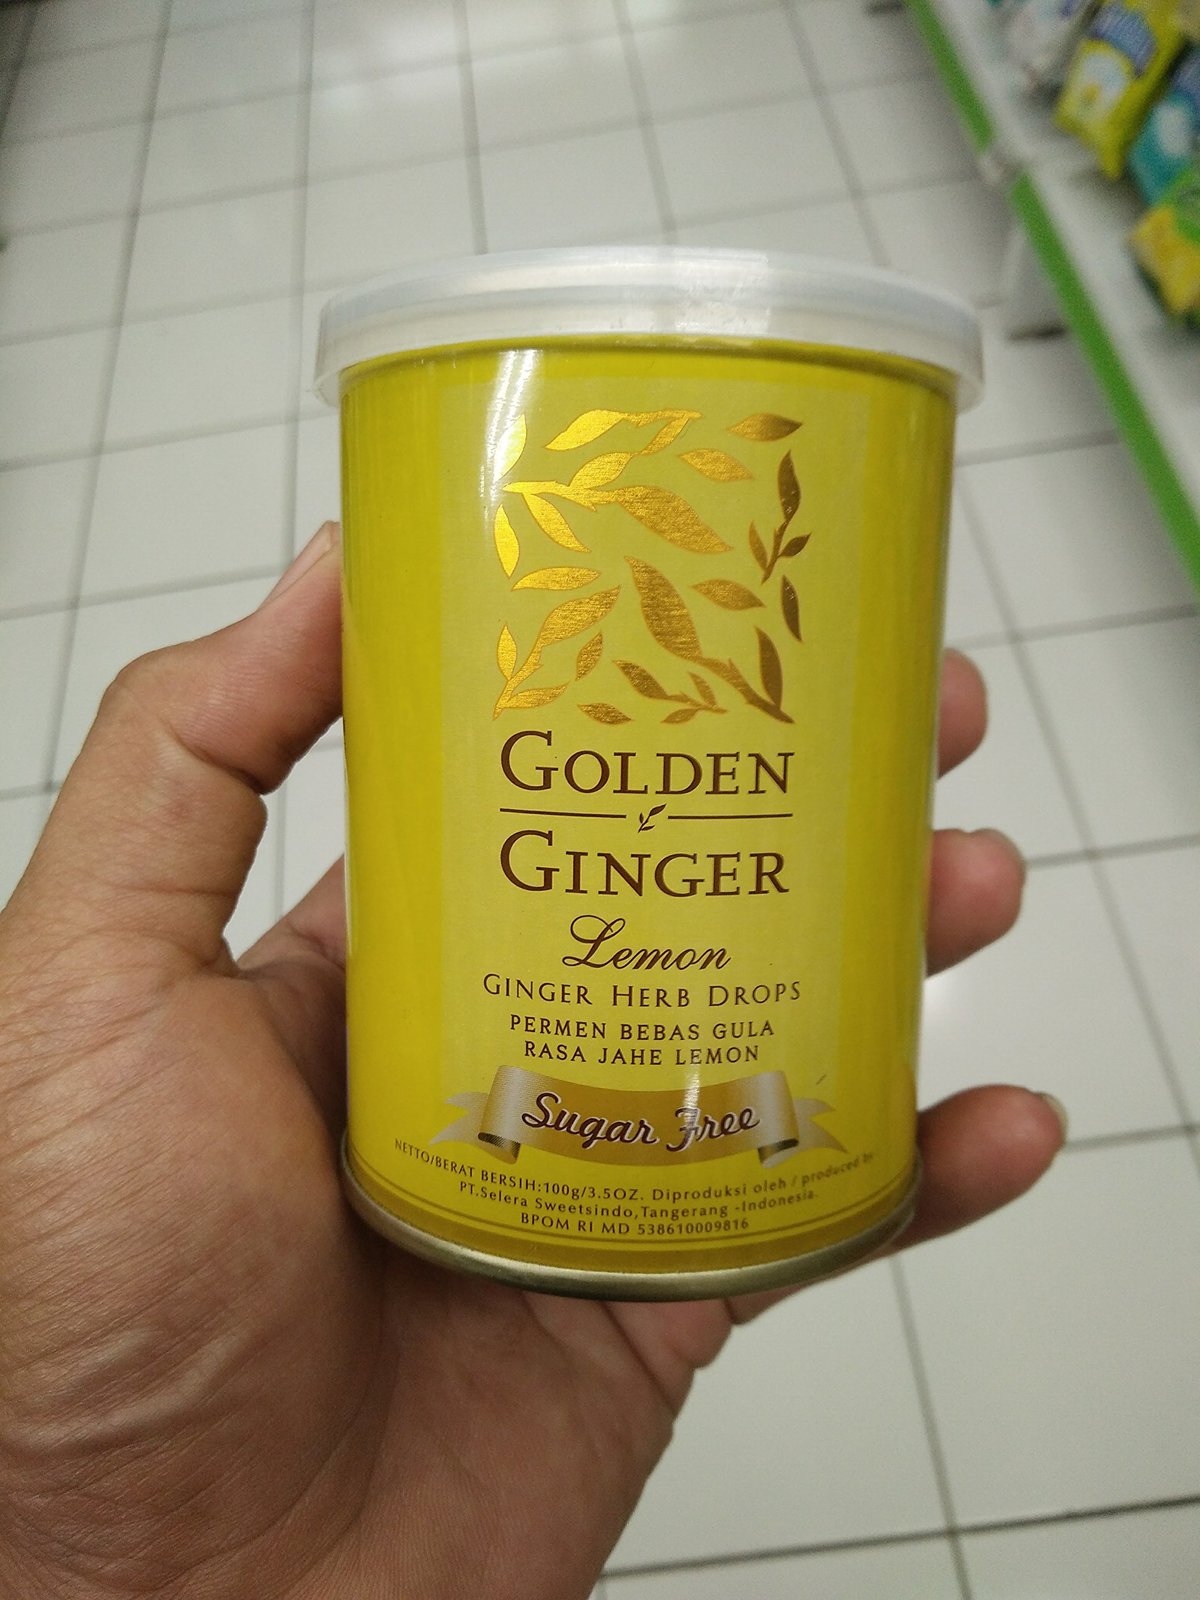 GOLDEN
GINGER
Lemon
GINGER HERB DROPS
PERMEN BEBAS GULA
RASA JAHE LEMON
Sugar Free
NETTO/BERAT BERSIH:100g/3.5OZ. Diproduksi oleh / produced by
PT.Selera Sweetsindo,Tangerang -Indonesia.
BPOM RI MD 538610009816